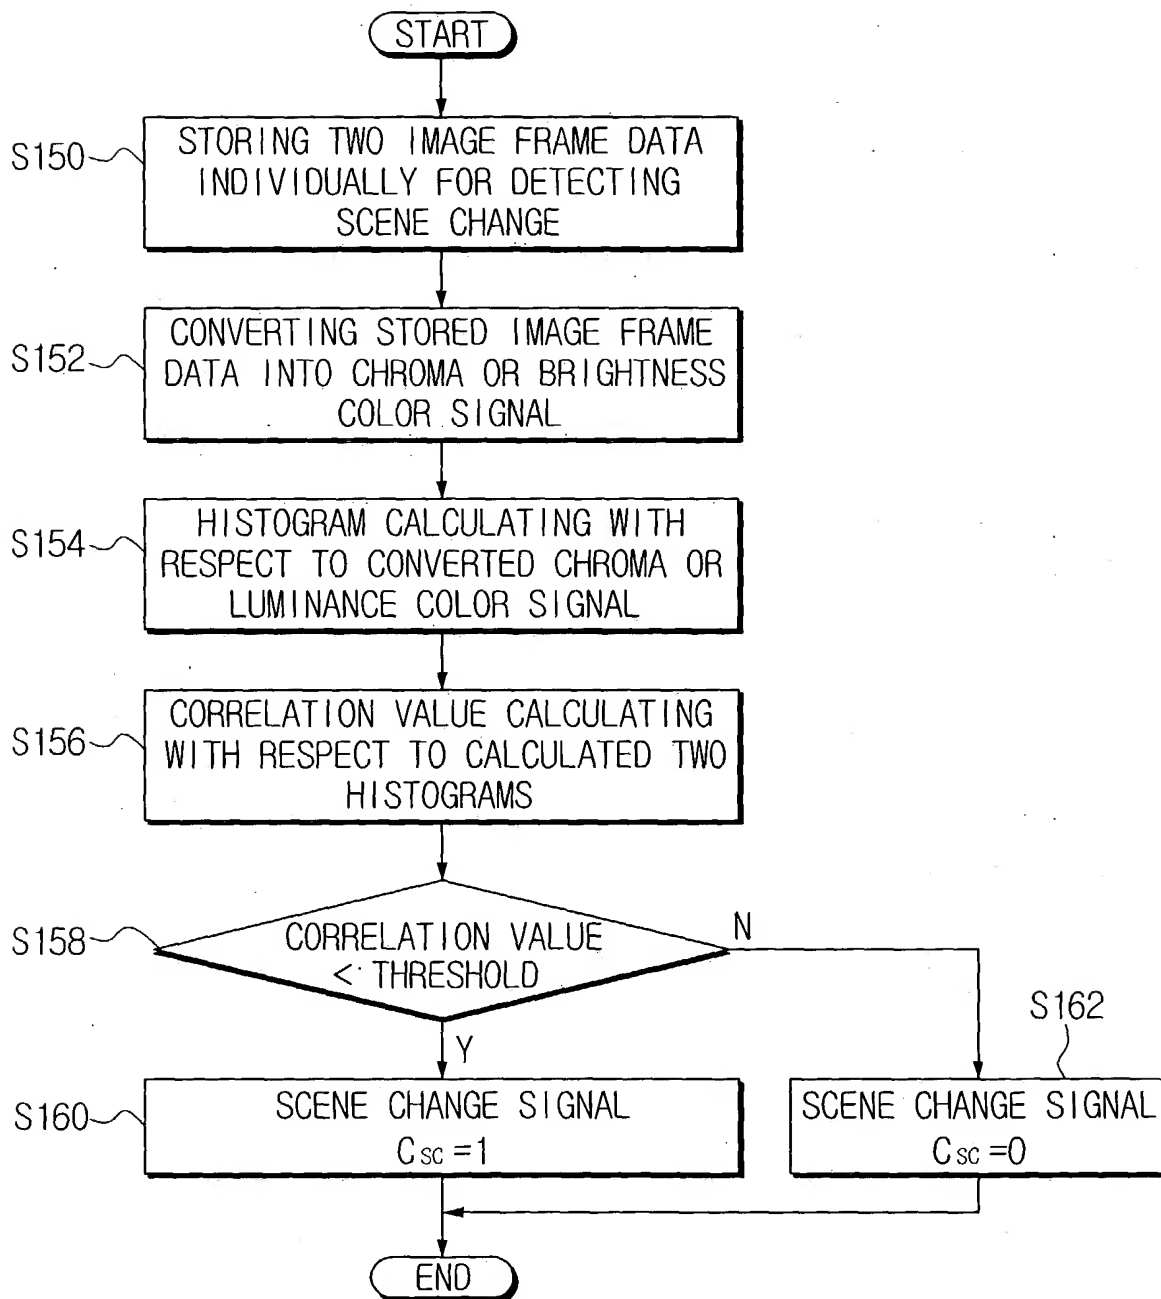 START
S150
STORING TWO IMAGE FRAME DATA
INDIVIDUALLY FOR DETECTING
SCENE CHANGE
S152
CONVERTING STORED IMAGE FRAME
DATA INTO CHROMA OR BRIGHTNESS
COLOR SIGNAL
S154
HISTOGRAM CALCULATING WITH
RESPECT TO CONVERTED CHROMA OR
LUMINANCE COLOR SIGNAL
S156
CORRELATION VALUE CALCULATING
WITH RESPECT TO CALCULATED TWO
HISTOGRAMS
S158
CORRELATION VALUE
< THRESHOLD
N
Y
S160
SCENE CHANGE SIGNAL
Csc =1
S162
SCENE CHANGE SIGNAL
Csc =0
END